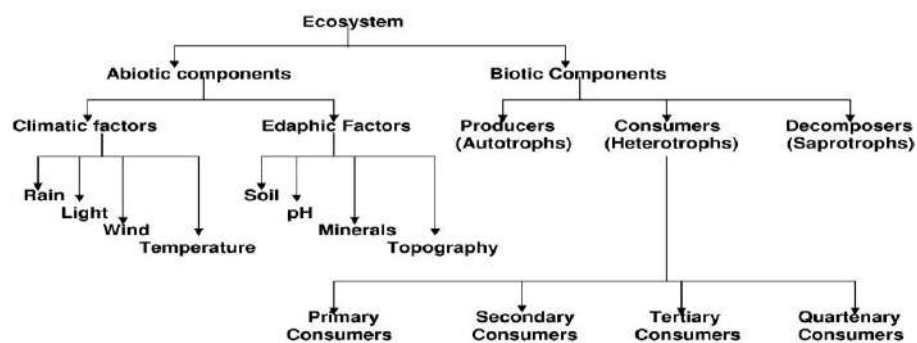 Ecosystem
Abiotic components
Biotic Components
Climatic factors
Edaphic Factors
Producers
(Autotrophs)
Consumers
(Heterotrophs)
Decomposers
(Saprotrophs)
Rain
Light
Wind
Temperature
Soil
pH
Minerals
Topography
Primary
Consumers
Secondary
Consumers
Tertiary
Consumers
Quartenary
Consumers